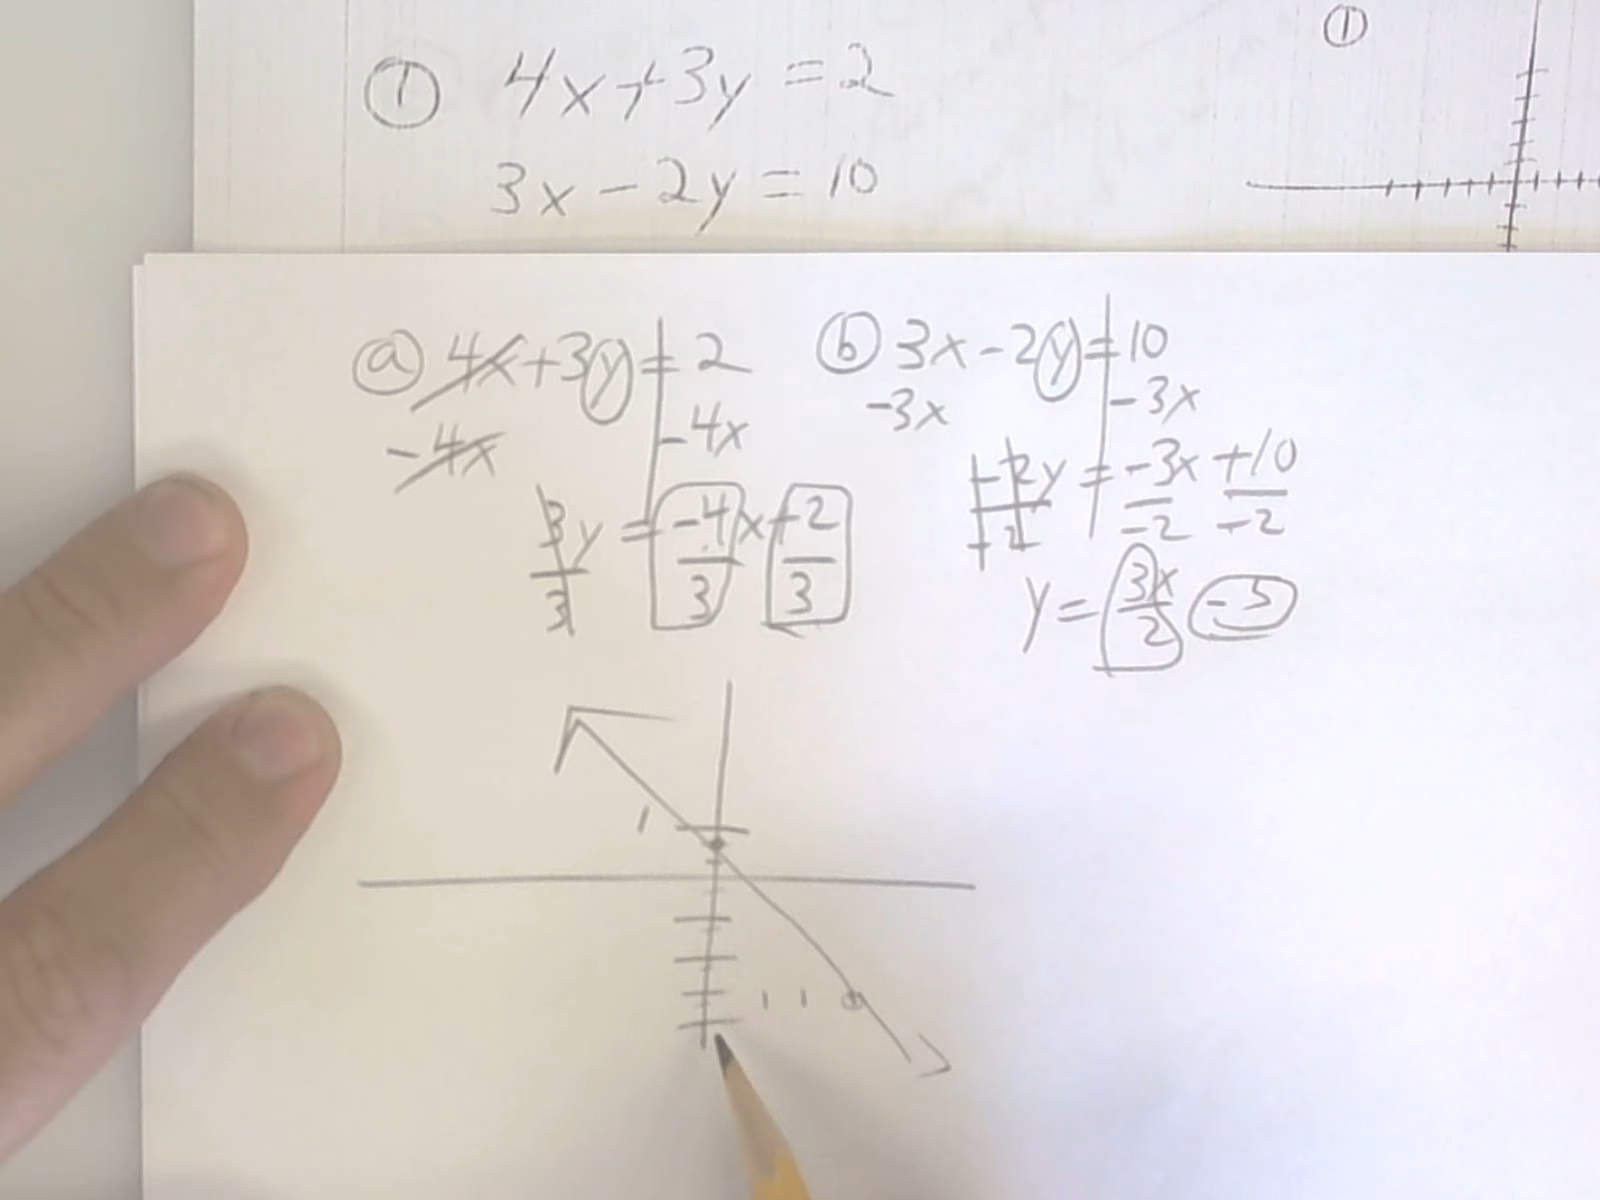 ① 4x+3y=2
3x-2y=10
①
ⓐ 4x+3y=2
-4x -4x
3y = -4x +2
3 3 3
ⓑ 3x-2y=10
-3x -3x
-2y = -3x +10
-2 -2 -2
y = 3x -5
2
1